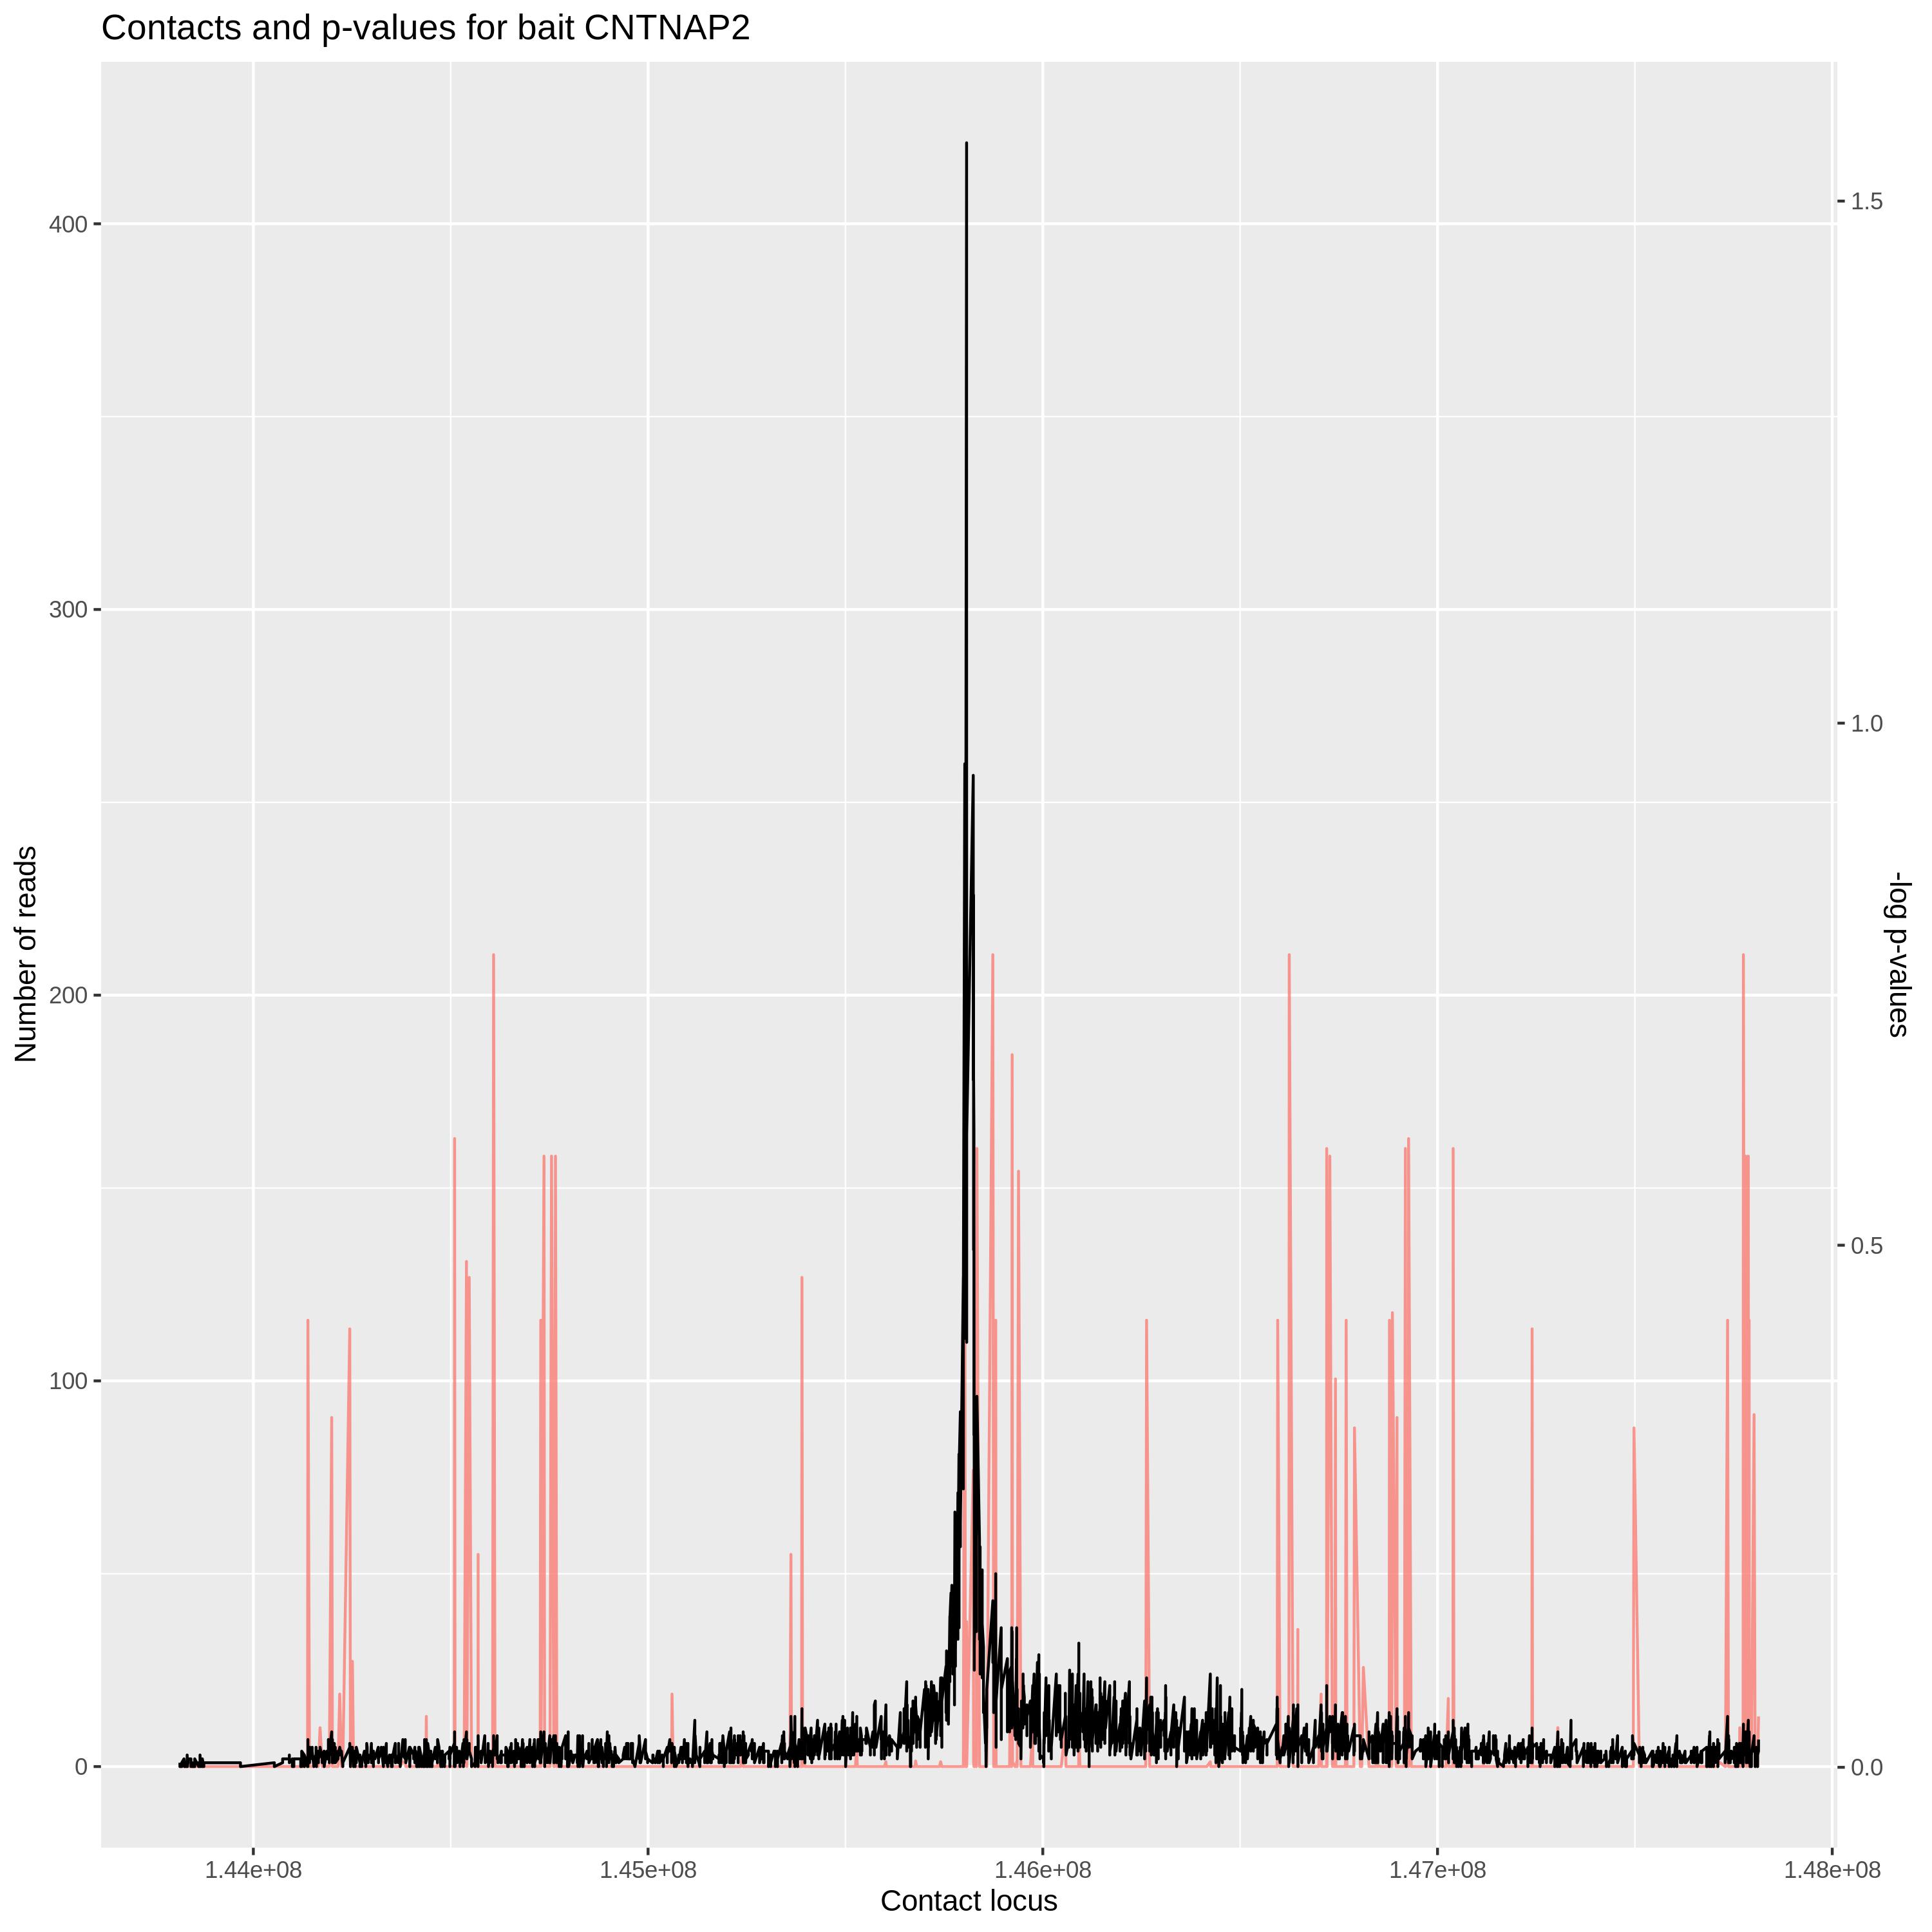 Contacts and p-values for bait CNTNAP2
400
300
200
100
0
Number of reads
1.5
1.0
0.5
0.0
-log p-values
1.44e+08
1.45e+08
1.46e+08
1.47e+08
1.48e+08
Contact locus